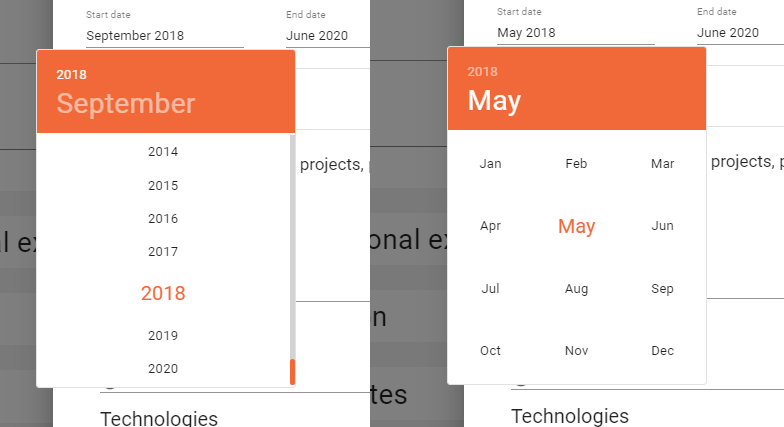 Start date
End date
September 2018
June 2020
2018
September
2014
2015
2016
2017
2018
2019
2020
projects,
Technologies
Start date
End date
May 2018
June 2020
2018
May
Jan Feb Mar
Apr May Jun
Jul Aug Sep
Oct Nov Dec
projects, p
onal ex
n
tes
Technologies